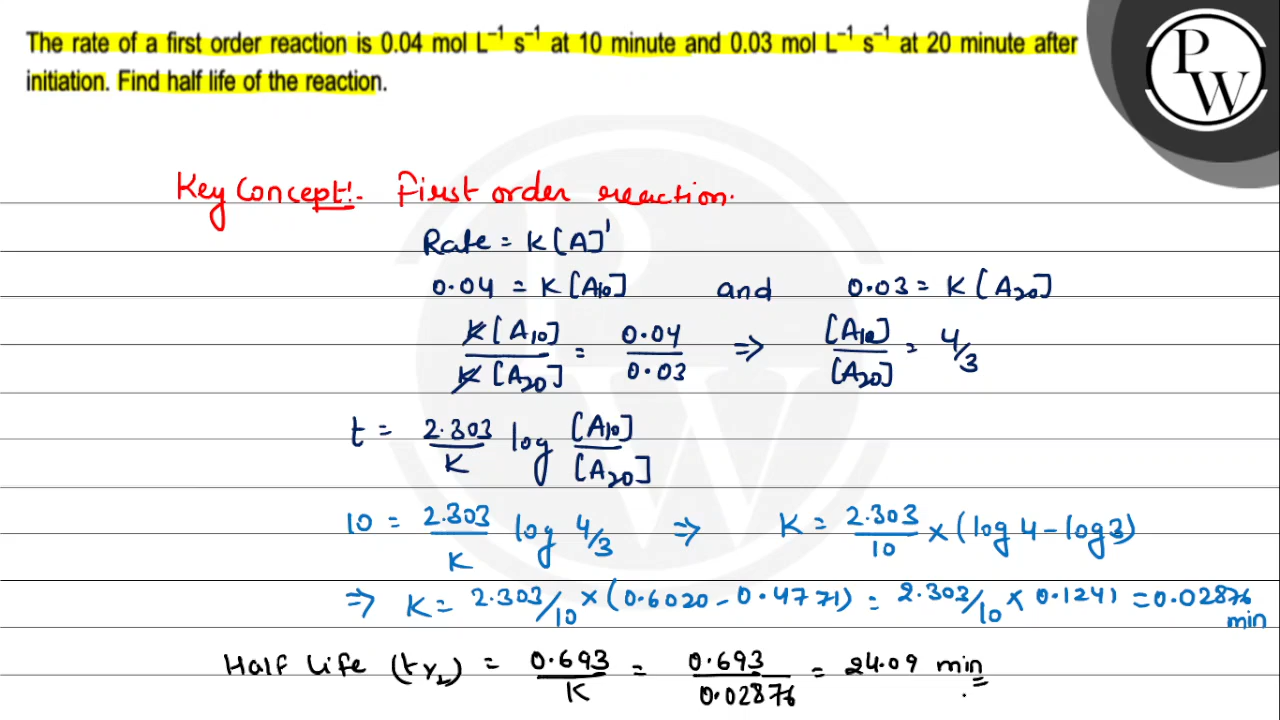 The rate of a first order reaction is 0.04 mol L⁻¹ s⁻¹ at 10 minute and 0.03 mol L⁻¹ s⁻¹ at 20 minute after
initiation. Find half life of the reaction.
P
W
Key Concept!- First order reaction.
Rate = K[A]¹
0.04 = K[A₁₀] and 0.03 = K[A₂₀]
K[A₁₀]/K[A₂₀] = 0.04/0.03 ⇒ [A₁₀]/[A₂₀] = 4/3
t = 2.303/K log [A₁₀]/[A₂₀]
10 = 2.303/K log 4/3 ⇒ K = 2.303/10 × (log 4 - log 3)
⇒ K = 2.303/10 × (0.6020 - 0.4771) = 2.303/10 × 0.1241 = 0.02876 min
Half Life (t ½) = 0.693/K = 0.693/0.02876 = 24.09 min